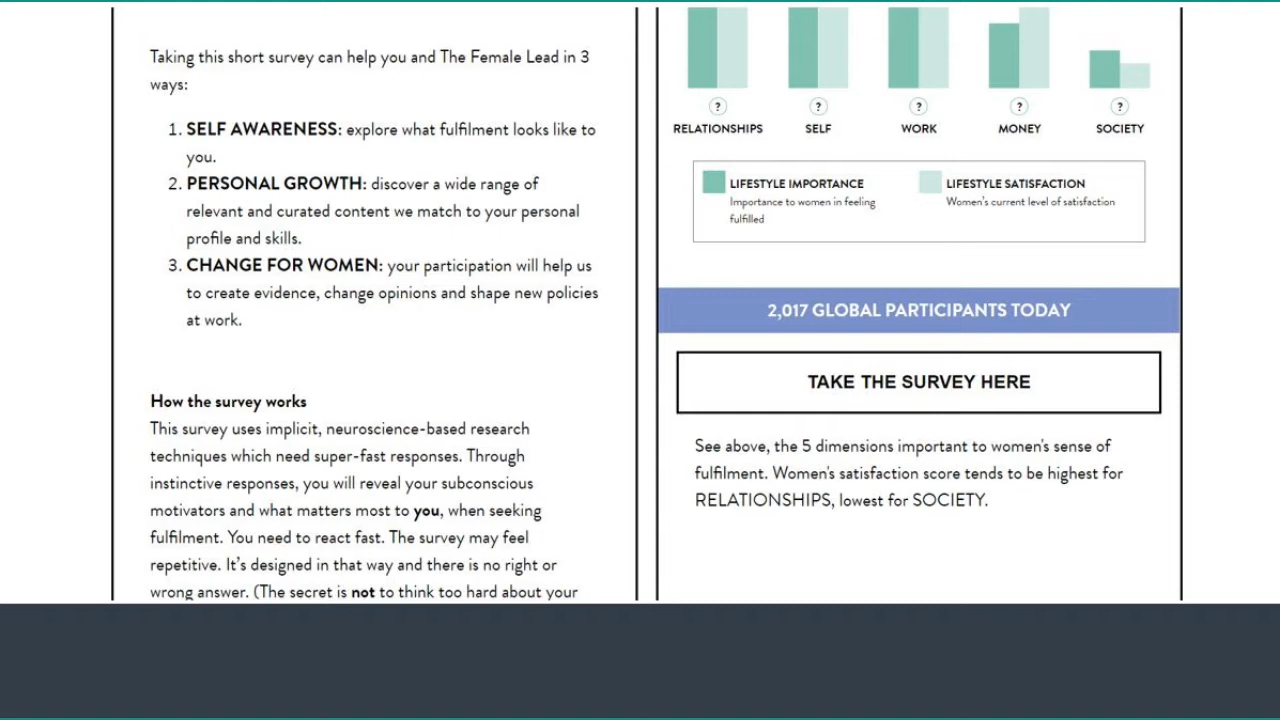 Taking this short survey can help you and The Female Lead in 3
ways:
1. SELF AWARENESS: explore what fulfilment looks like to
you.
2. PERSONAL GROWTH: discover a wide range of
relevant and curated content we match to your personal
profile and skills.
3. CHANGE FOR WOMEN: your participation will help us
to create evidence, change opinions and shape new policies
at work.
How the survey works
This survey uses implicit, neuroscience-based research
techniques which need super-fast responses. Through
instinctive responses, you will reveal your subconscious
motivators and what matters most to you, when seeking
fulfilment. You need to react fast. The survey may feel
repetitive. It's designed in that way and there is no right or
wrong answer. (The secret is not to think too hard about your
? ? ? ? ?
RELATIONSHIPS SELF WORK MONEY SOCIETY
LIFESTYLE IMPORTANCE
Importance to women in feeling
fulfilled
LIFESTYLE SATISFACTION
Women's current level of satisfaction
2,017 GLOBAL PARTICIPANTS TODAY
TAKE THE SURVEY HERE
See above, the 5 dimensions important to women's sense of
fulfilment. Women's satisfaction score tends to be highest for
RELATIONSHIPS, lowest for SOCIETY.